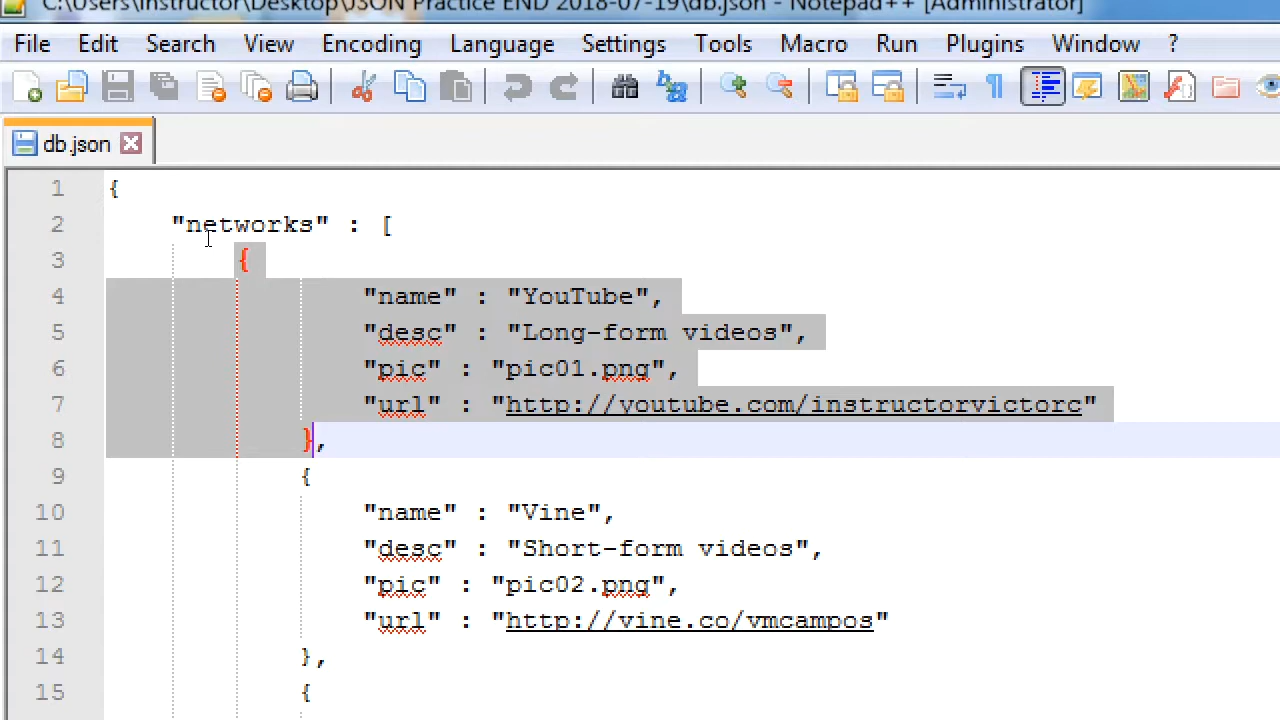 C:\Users\Instructor\Desktop\JSON Practice END 2018-07-19\db.json - Notepad++ [Administrator]
File Edit Search View Encoding Language Settings Tools Macro Run Plugins Window ?
db.json
1 {
2 "networks" : [
3 {
4 "name" : "YouTube",
5 "desc" : "Long-form videos",
6 "pic" : "pic01.png",
7 "url" : "http://youtube.com/instructorvictorc"
8 },
9 {
10 "name" : "Vine",
11 "desc" : "Short-form videos",
12 "pic" : "pic02.png",
13 "url" : "http://vine.co/vmcampos"
14 },
15 {